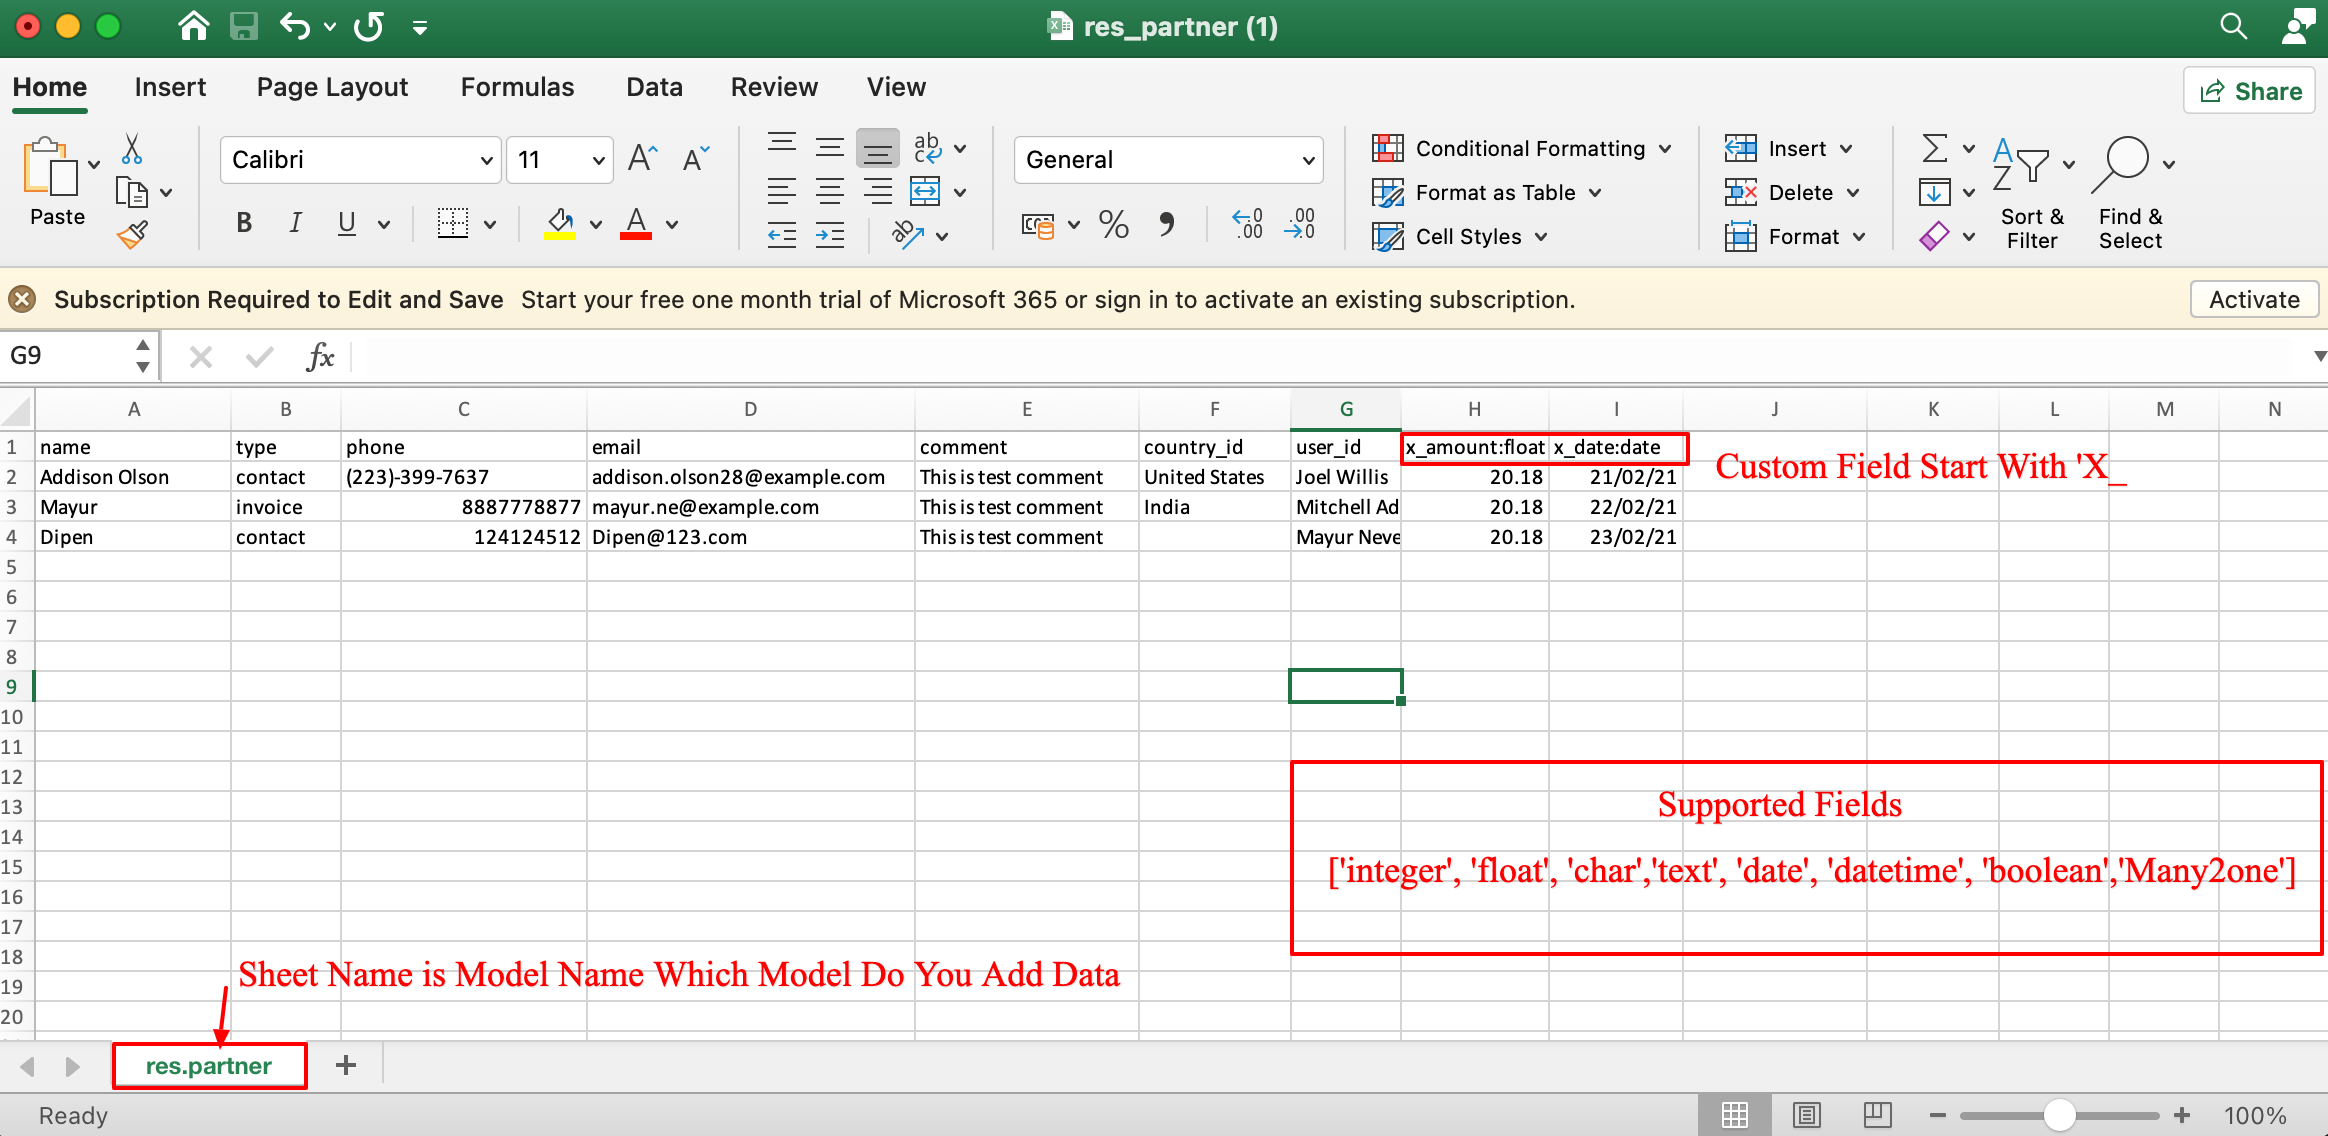 res_partner (1)
Home Insert Page Layout Formulas Data Review View Share
Paste
Calibri 11
B I U A
ab
c
General
% .00
Conditional Formatting
Format as Table
Cell Styles
Insert
Delete
Format
Sort & Filter
Find & Select
Subscription Required to Edit and Save Start your free one month trial of Microsoft 365 or sign in to activate an existing subscription. Activate
G9 fx
A B C D E F G H I J K L M N
1 name type phone email comment country_id user_id x_amount:float x_date:date
Custom Field Start With 'X_
2 Addison Olson contact (223)-399-7637 addison.olson28@example.com This is test comment United States Joel Willis 20.18 21/02/21
3 Mayur invoice 8887778877 mayur.ne@example.com This is test comment India Mitchell Ad 20.18 22/02/21
4 Dipen contact 124124512 Dipen@123.com This is test comment Mayur Neve 20.18 23/02/21
5
6
7
8
9
10
11
12
13
Supported Fields
14
15
['integer', 'float', 'char','text', 'date', 'datetime', 'boolean','Many2one']
16
17
18
Sheet Name is Model Name Which Model Do You Add Data
19
20
res.partner +
Ready 100%